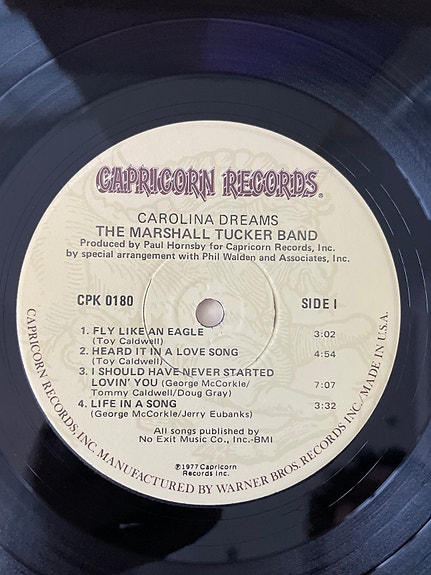 CAPRICORN RECORDS®
CAROLINA DREAMS
THE MARSHALL TUCKER BAND
Produced by Paul Hornsby for Capricorn Records, Inc.
by special arrangement with Phil Walden and Associates, Inc.
CPK 0180 SIDE I
1. FLY LIKE AN EAGLE 3:02
(Toy Caldwell)
2. HEARD IT IN A LOVE SONG 4:54
(Toy Caldwell)
3. I SHOULD HAVE NEVER STARTED
LOVIN' YOU (George McCorkle/ 7:07
Tommy Caldwell/Doug Gray)
4. LIFE IN A SONG 3:32
(George McCorkle/Jerry Eubanks)
All songs published by
No Exit Music Co., Inc.-BMI
℗1977 Capricorn
Records Inc.
CAPRICORN RECORDS, INC. MANUFACTURED BY WARNER BROS. RECORDS INC./MADE IN U.S.A.